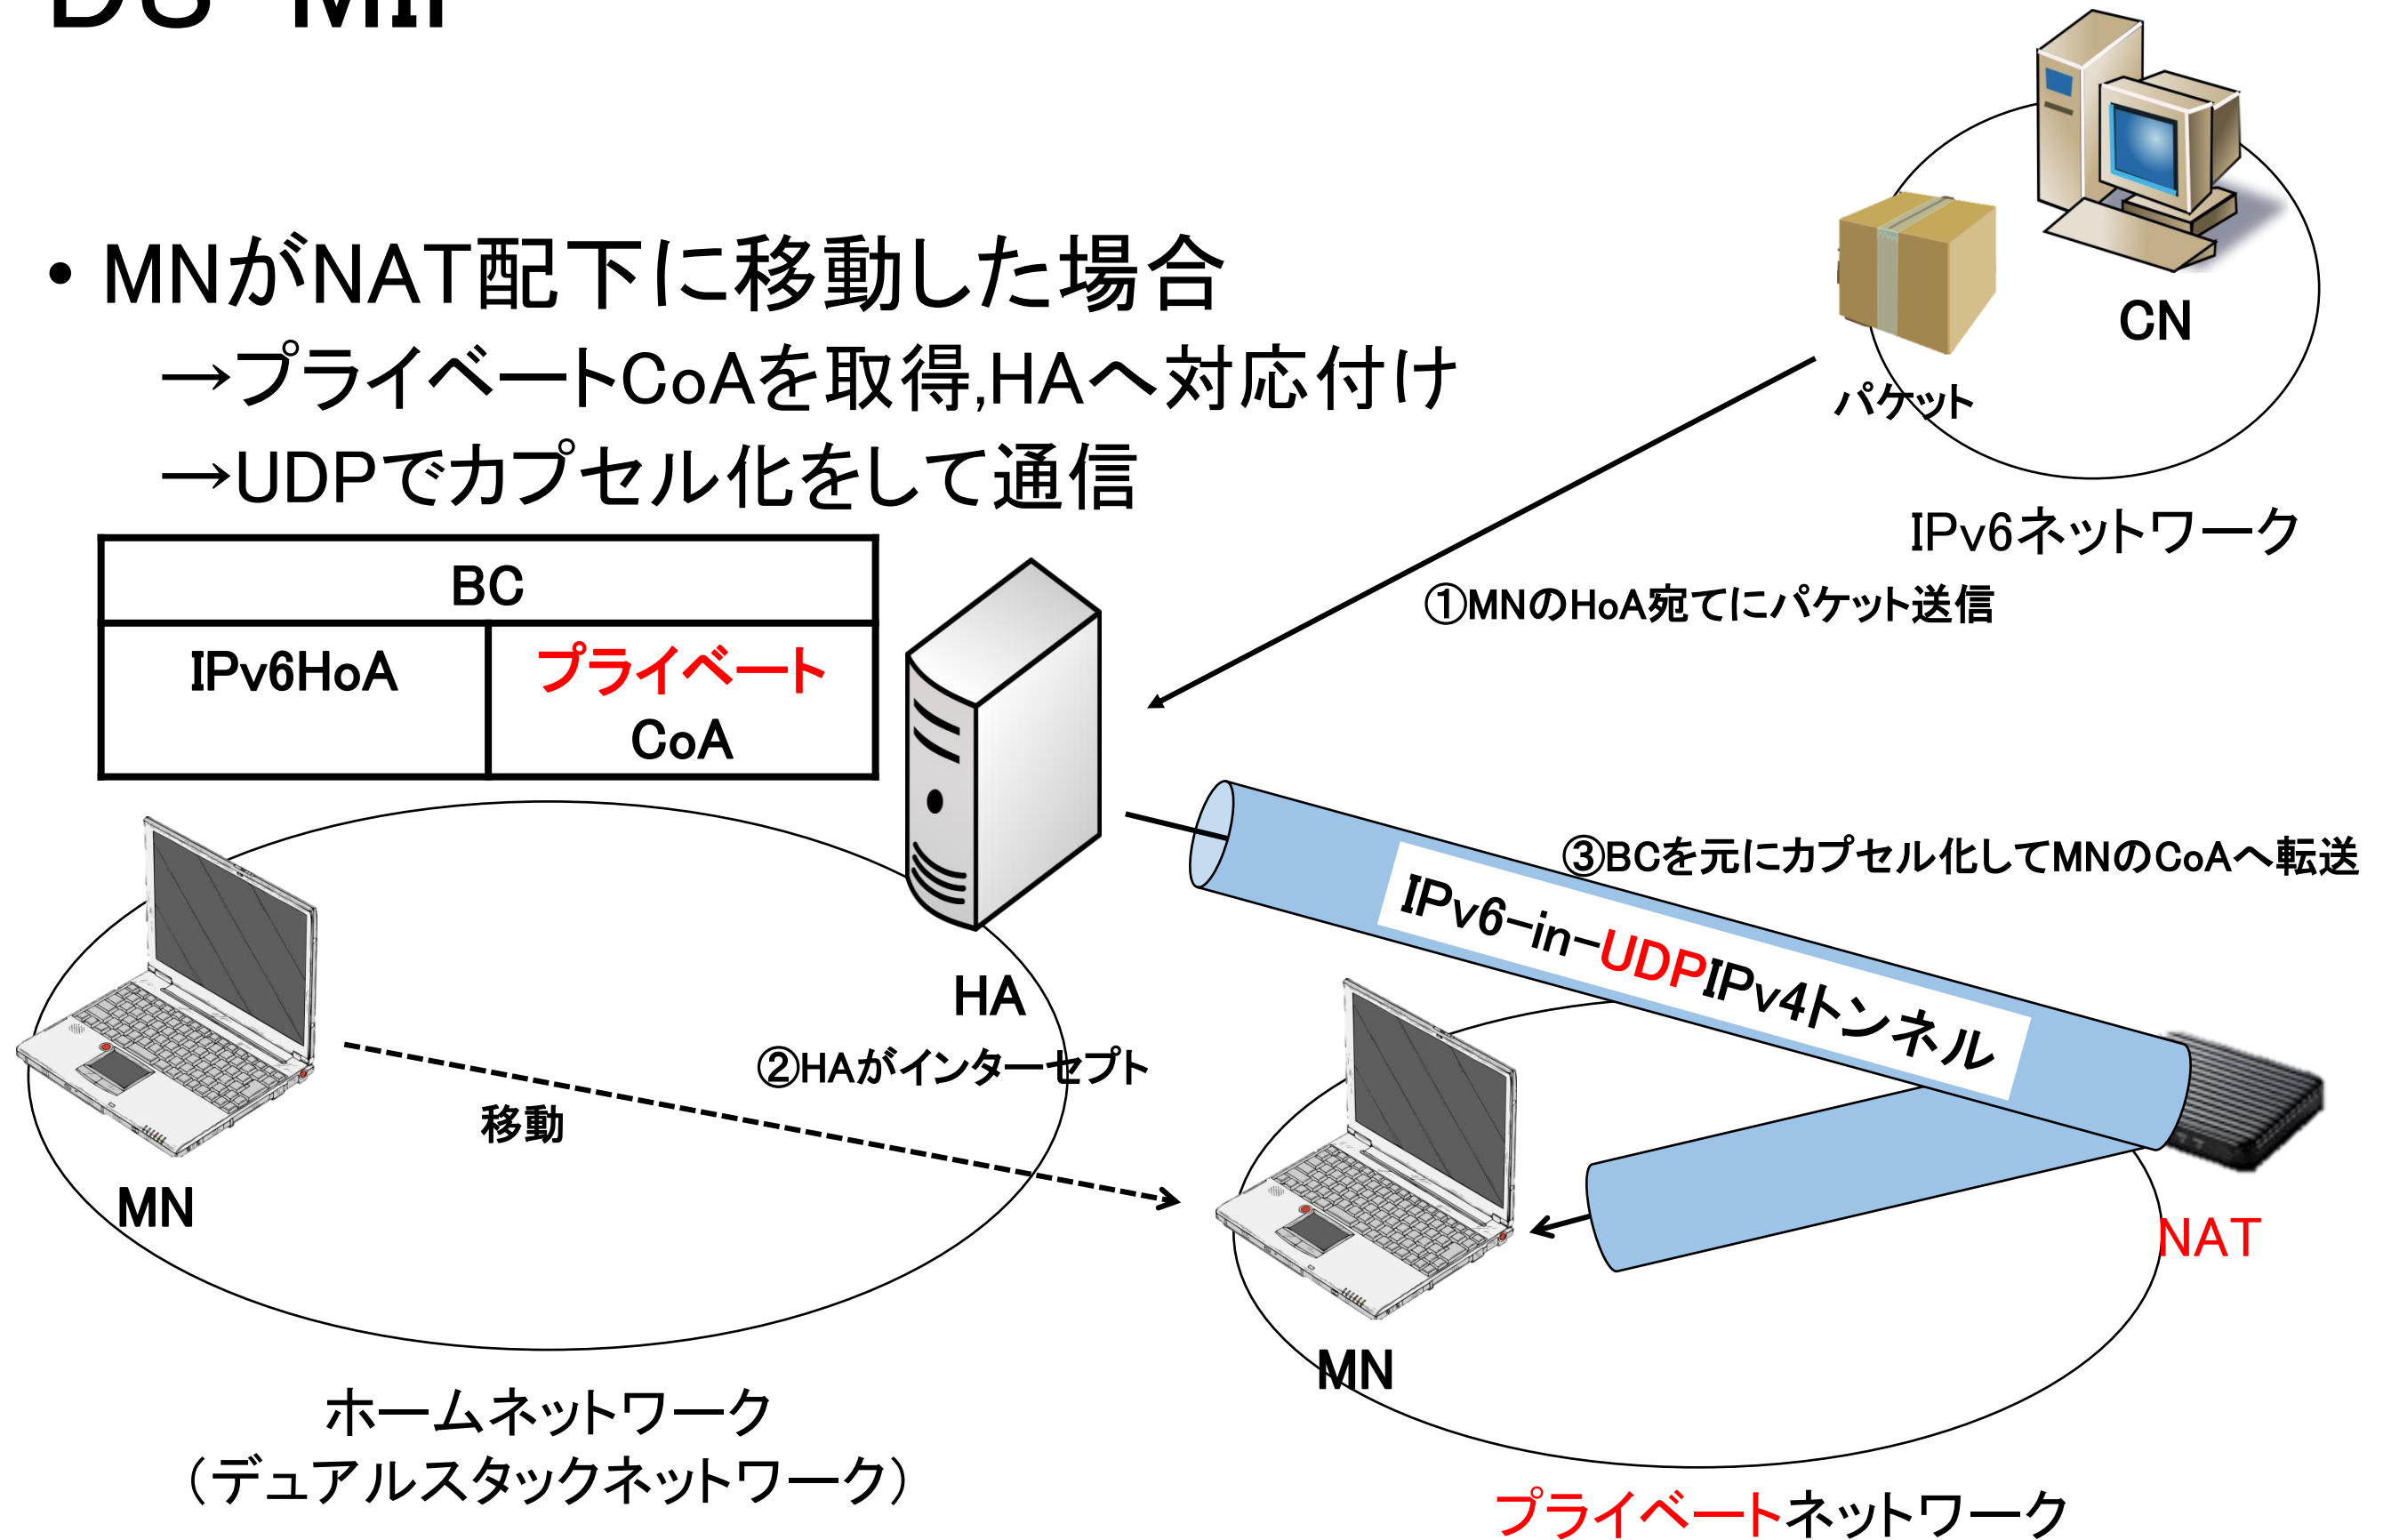 • MNがNAT配下に移動した場合
→プライベートCoAを取得,HAへ対応付け
→UDPでカプセル化をして通信
CN
パケット
IPv6ネットワーク
BC
IPv6HoA
プライベート
CoA
①MNのHoA宛てにパケット送信
③BCを元にカプセル化してMNのCoAへ転送
IPv6-in-UDPIPv4トンネル
HA
②HAがインターセプト
移動
MN
NAT
MN
ホームネットワーク
（デュアルスタックネットワーク）
プライベートネットワーク